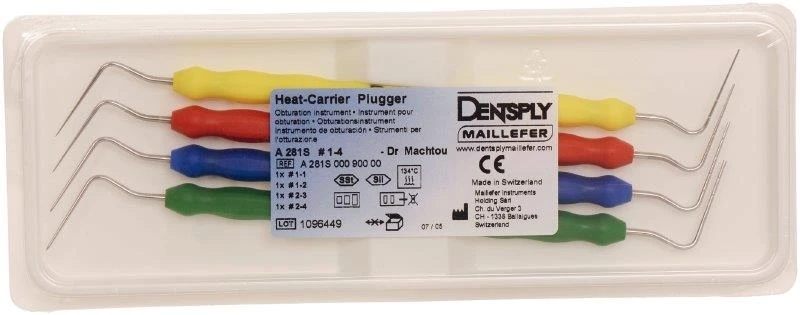 Heat-Carrier Plugger
Obturation instrument • Instrument pour
obturation • Obturationsinstrument
Instrumento de obturación • Strumenti per
l'otturazione
A 281S # 1-4 - Dr Machtou
REF A 281S 000 900 00
1x # 1-1
1x # 1-2
1x # 2-3
1x # 2-4
SSt Sil 134°C
LOT 1096449
07 / 05
DENTSPLY
MAILLEFER
www.dentsplymaillefer.com
CE
Made in Switzerland
Maillefer Instruments
Holding Sàrl
Ch. du Verger 3
CH - 1338 Ballaigues
Switzerland